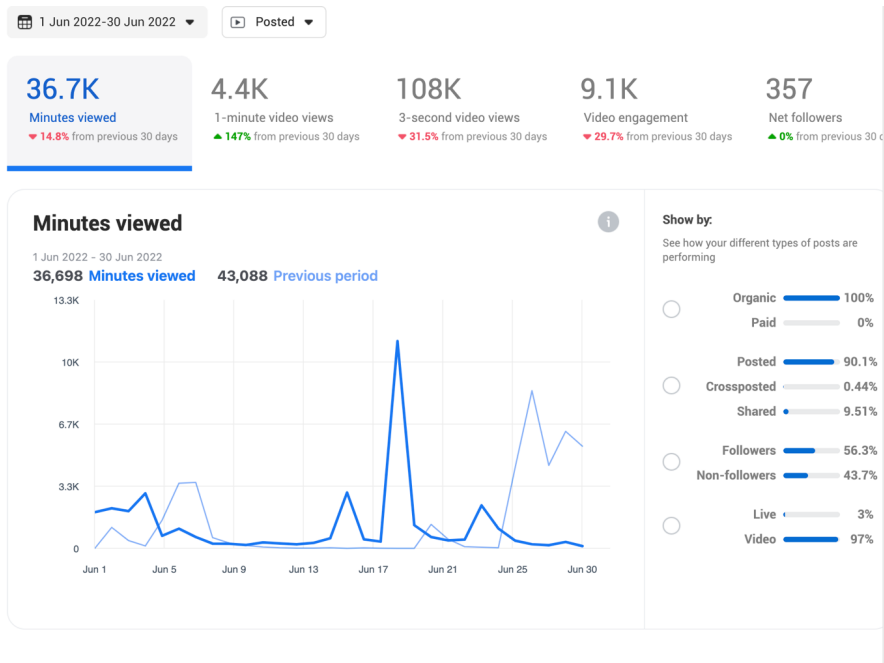 1 Jun 2022-30 Jun 2022 Posted
36.7K 4.4K 108K 9.1K 357
Minutes viewed 1-minute video views 3-second video views Video engagement Net followers
14.8% from previous 30 days 147% from previous 30 days 31.5% from previous 30 days 29.7% from previous 30 days 0% from previous 30
Minutes viewed
1 Jun 2022 - 30 Jun 2022
36,698 Minutes viewed 43,088 Previous period
13.3K
10K
6.7K
3.3K
0
Jun 1 Jun 5 Jun 9 Jun 13 Jun 17 Jun 21 Jun 25 Jun 30
Show by:
See how your different types of posts are
performing
Organic 100%
Paid 0%
Posted 90.1%
Crossposted 0.44%
Shared 9.51%
Followers 56.3%
Non-followers 43.7%
Live 3%
Video 97%